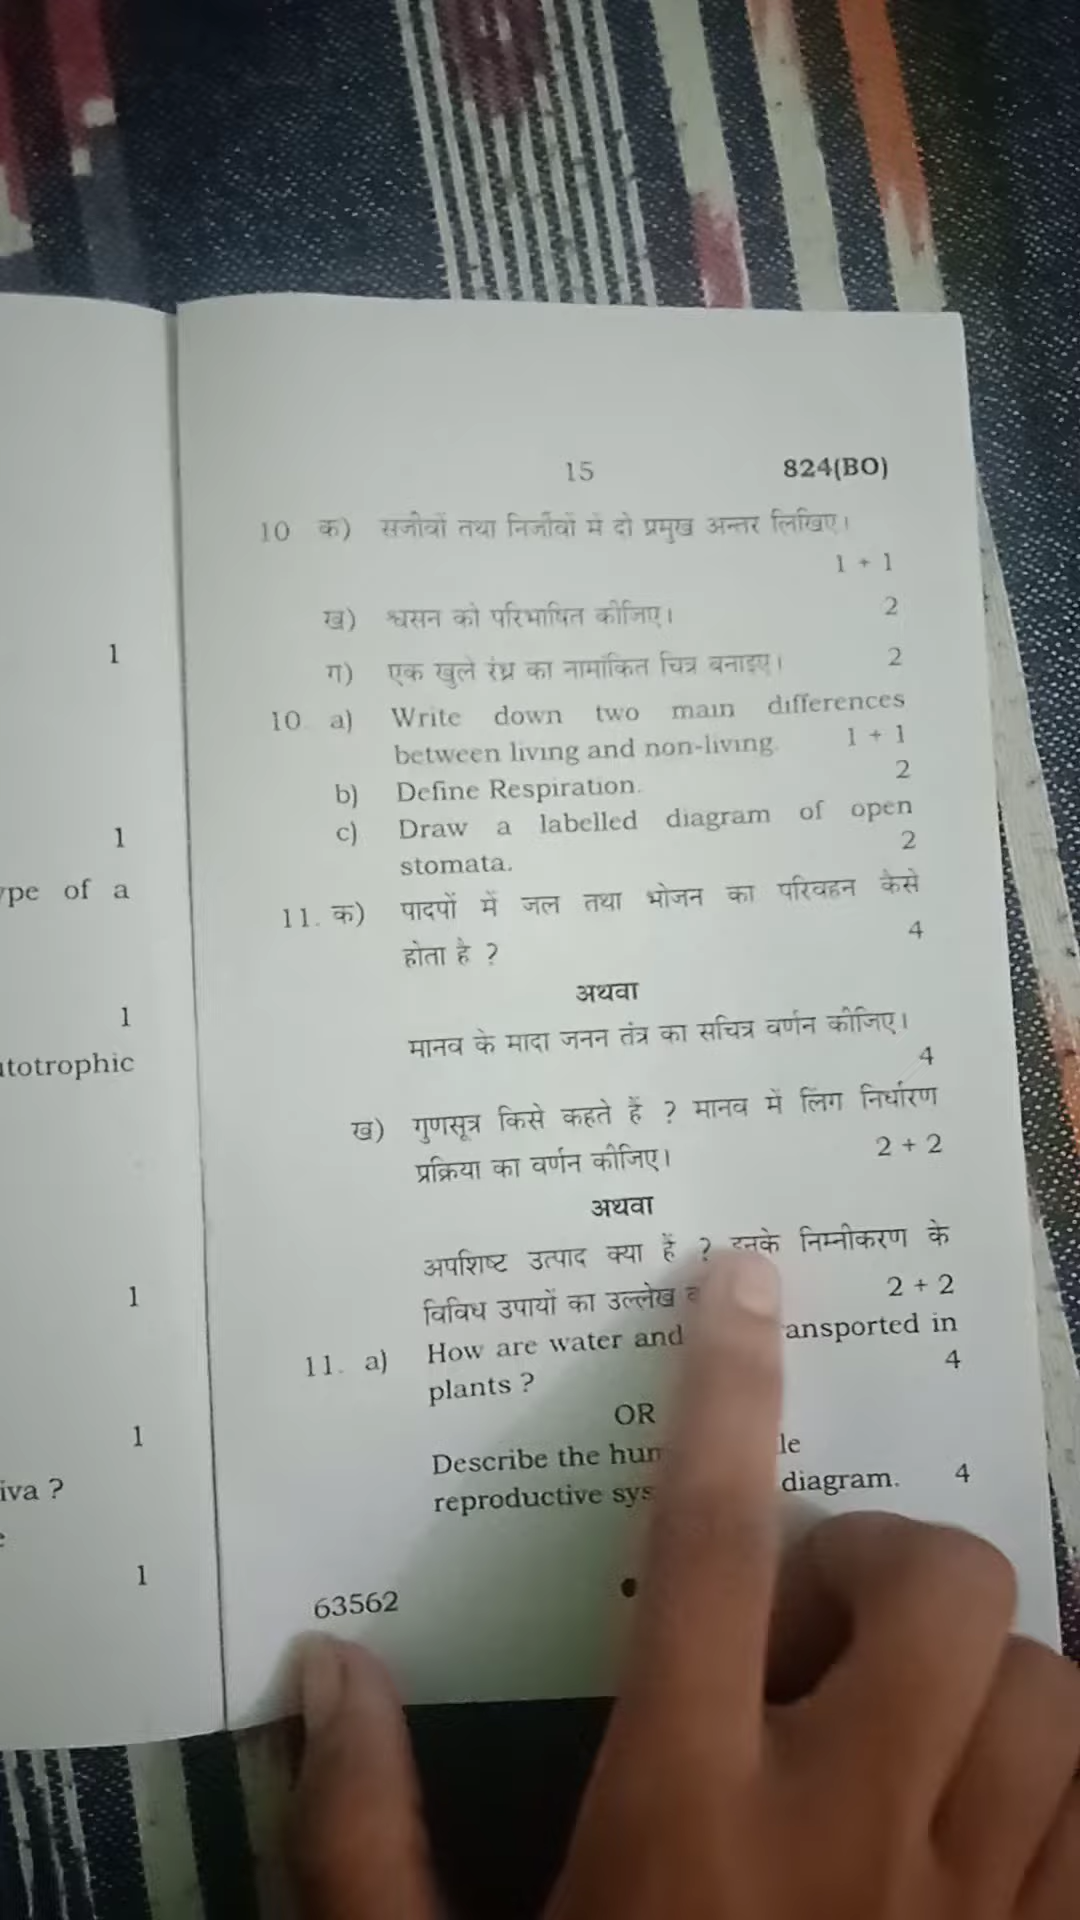 1
1
ype of a
1
totrophic
1
1
iva ?
1
15 824(BO)
10 क) सजीवों तथा निर्जीवों में दो प्रमुख अन्तर लिखिए।
1 + 1
ख) श्वसन को परिभाषित कीजिए। 2
ग) एक खुले रंध्र का नामांकित चित्र बनाइए। 2
10. a) Write down two main differences
between living and non-living. 1 + 1
b) Define Respiration. 2
c) Draw a labelled diagram of open
stomata. 2
11. क) पादपों में जल तथा भोजन का परिवहन कैसे
होता है ? 4
अथवा
मानव के मादा जनन तंत्र का सचित्र वर्णन कीजिए।
4
ख) गुणसूत्र किसे कहते हैं ? मानव में लिंग निर्धारण
प्रक्रिया का वर्णन कीजिए। 2 + 2
अथवा
अपशिष्ट उत्पाद क्या हैं ? इनके निम्नीकरण के
विविध उपायों का उल्लेख 2 + 2
11. a) How are water and ansported in
plants ? 4
OR
Describe the hum le
reproductive sys diagram. 4
63562